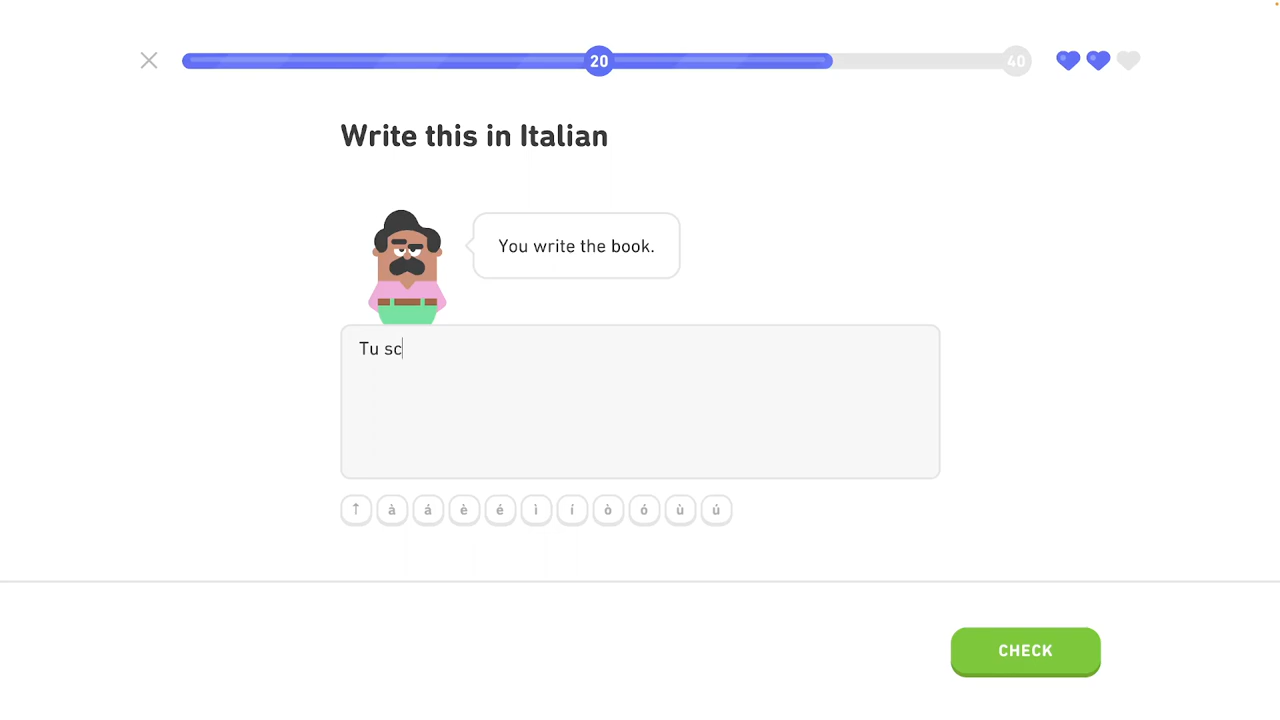 20
40
Write this in Italian
You write the book.
Tu sc
↑ à á è é ì í ò ó ù ú
CHECK